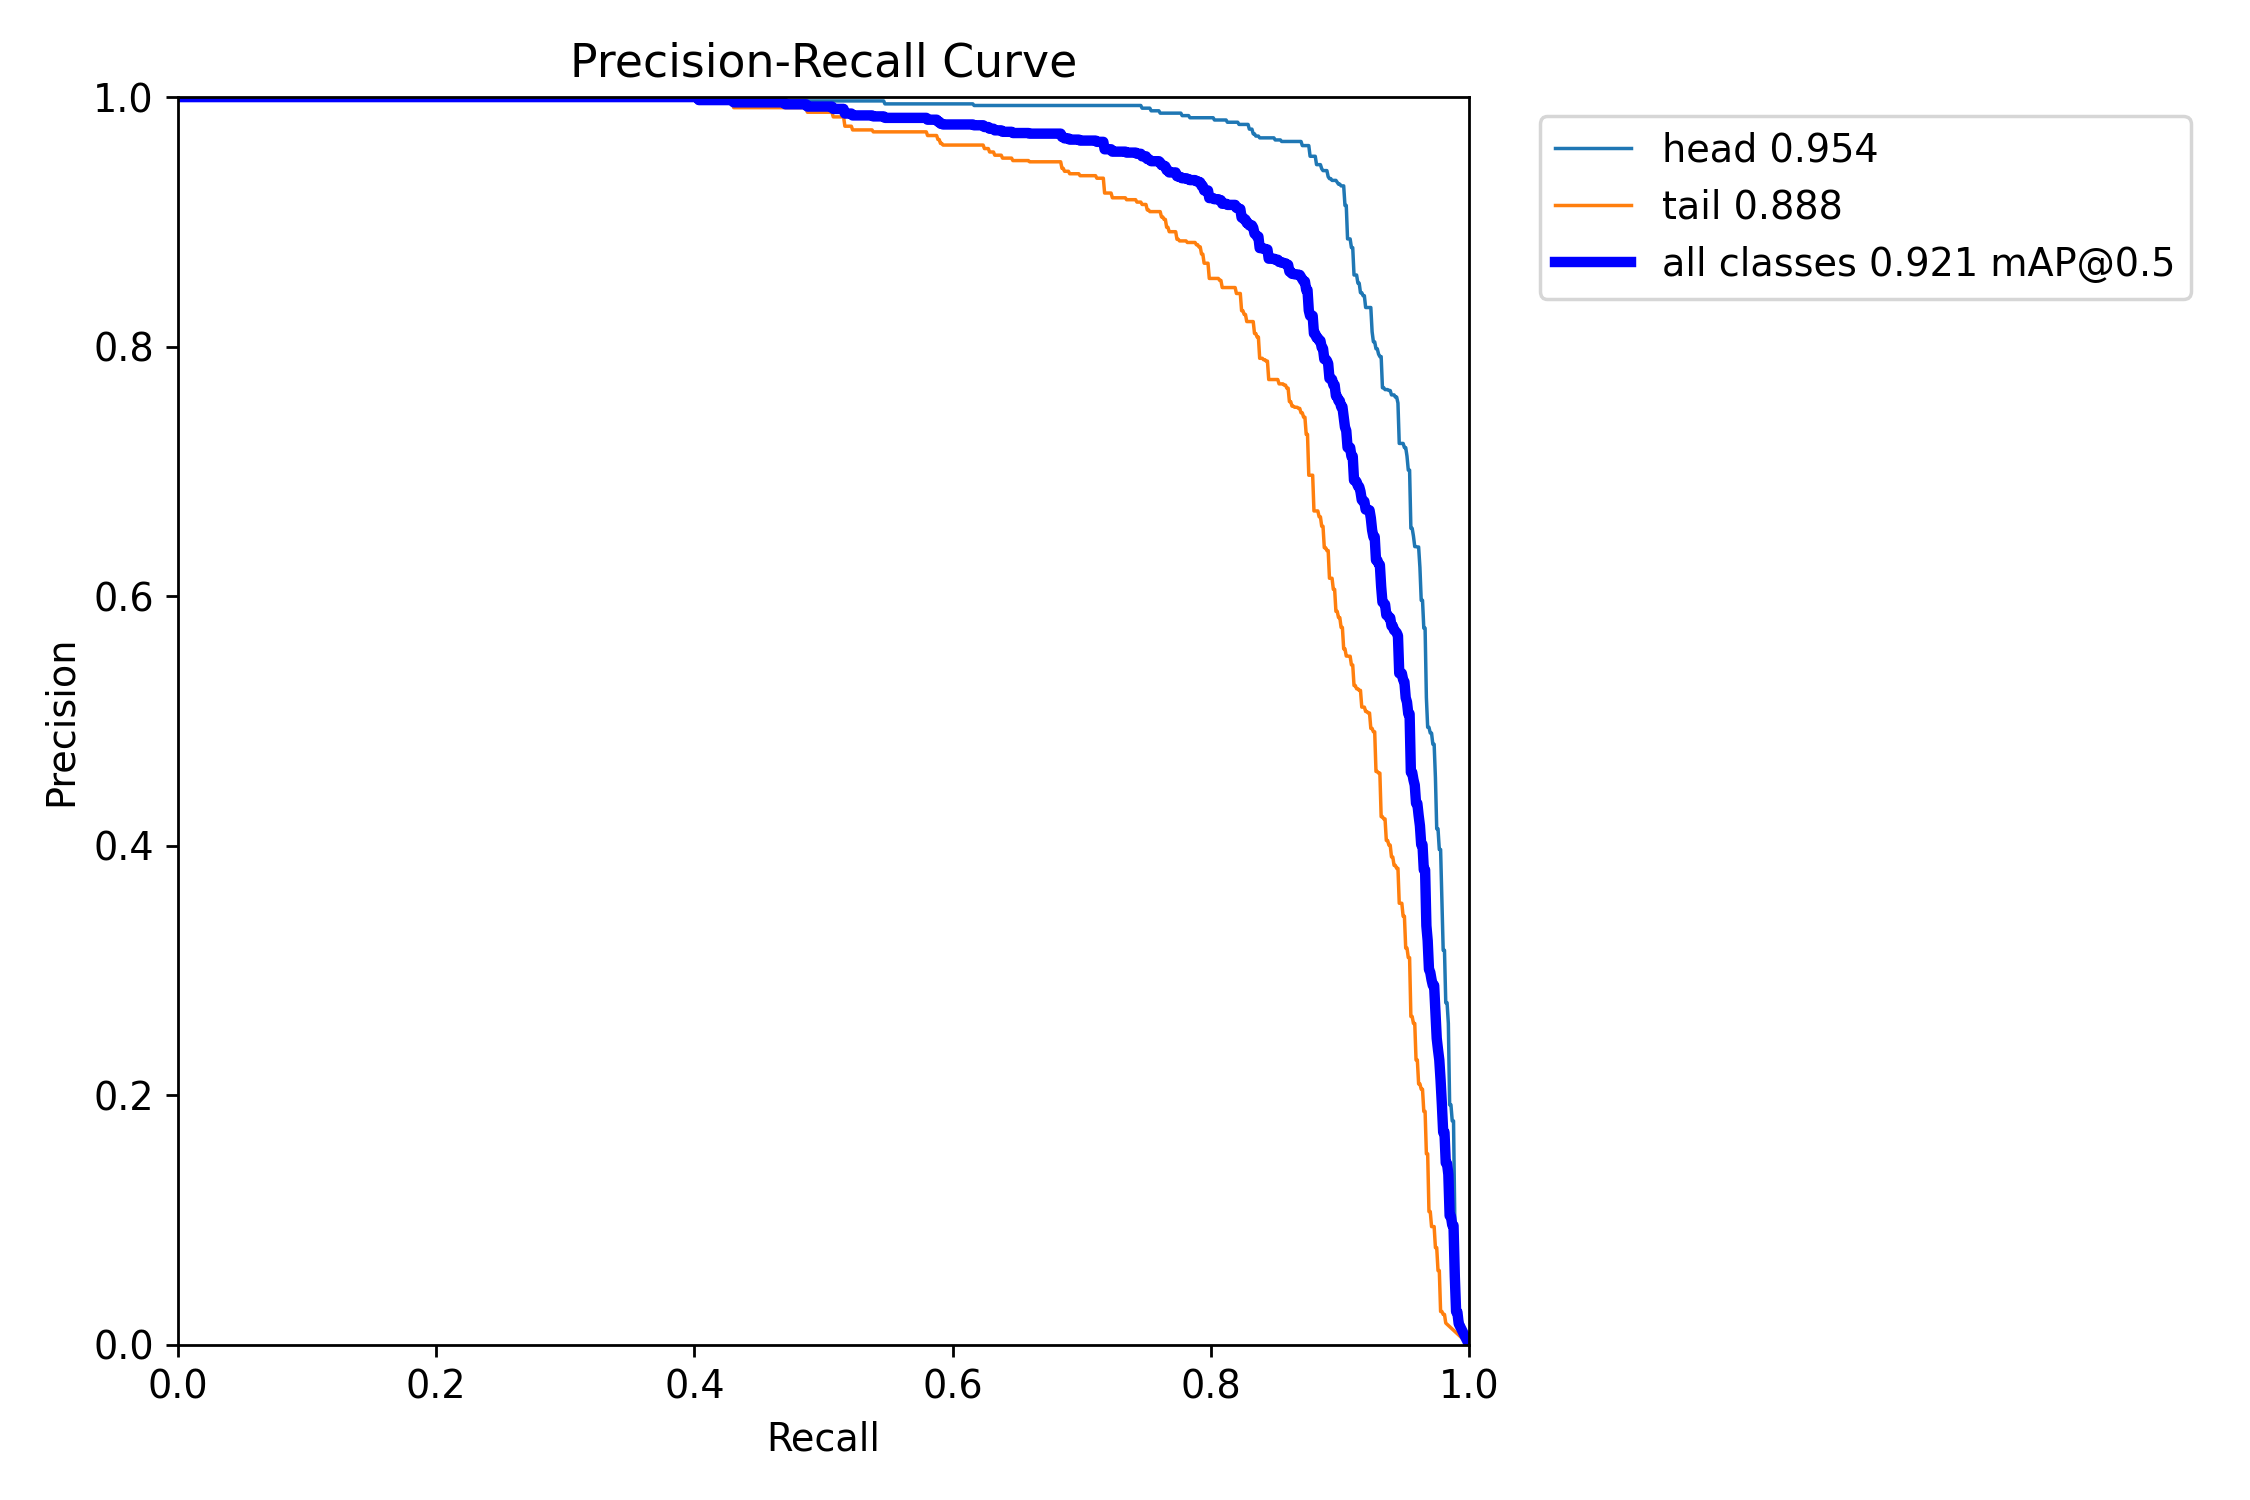 Precision-Recall Curve
1.0
0.8
0.6
0.4
0.2
0.0
Precision
0.0 0.2 0.4 0.6 0.8 1.0
Recall
head 0.954
tail 0.888
all classes 0.921 mAP@0.5